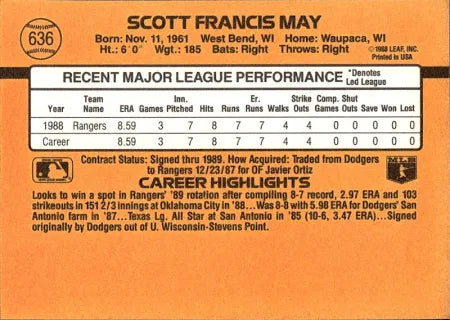 636
SCOTT FRANCIS MAY
Born: Nov. 11, 1961 West Bend, WI Home: Waupaca, WI
Ht.: 6'0" Wgt.: 185 Bats: Right Throws: Right
©1988 LEAF, INC.
Printed in USA
RECENT MAJOR LEAGUE PERFORMANCE *Denotes Led League
Year Team Name ERA Games Inn. Pitched Hits Runs Er. Runs Walks Strike Outs Comp. Games Shut Outs Save Won Lost
1988 Rangers 8.59 3 7 8 7 7 4 4 0 0 0 0 0
Career 8.59 3 7 8 7 7 4 4 0 0 0 0 0
Contract Status: Signed thru 1989. How Acquired: Traded from Dodgers
to Rangers 12/23/87 for OF Javier Ortiz
CAREER HIGHLIGHTS
Looks to win a spot in Rangers' '89 rotation after compiling 8-7 record, 2.97 ERA and 103
strikeouts in 151 2/3 innings at Oklahoma City in '88...Was 8-8 with 5.98 ERA for Dodgers' San
Antonio farm in '87...Texas Lg. All Star at San Antonio in '85 (10-6, 3.47 ERA)...Signed
originally by Dodgers out of U. Wisconsin-Stevens Point.